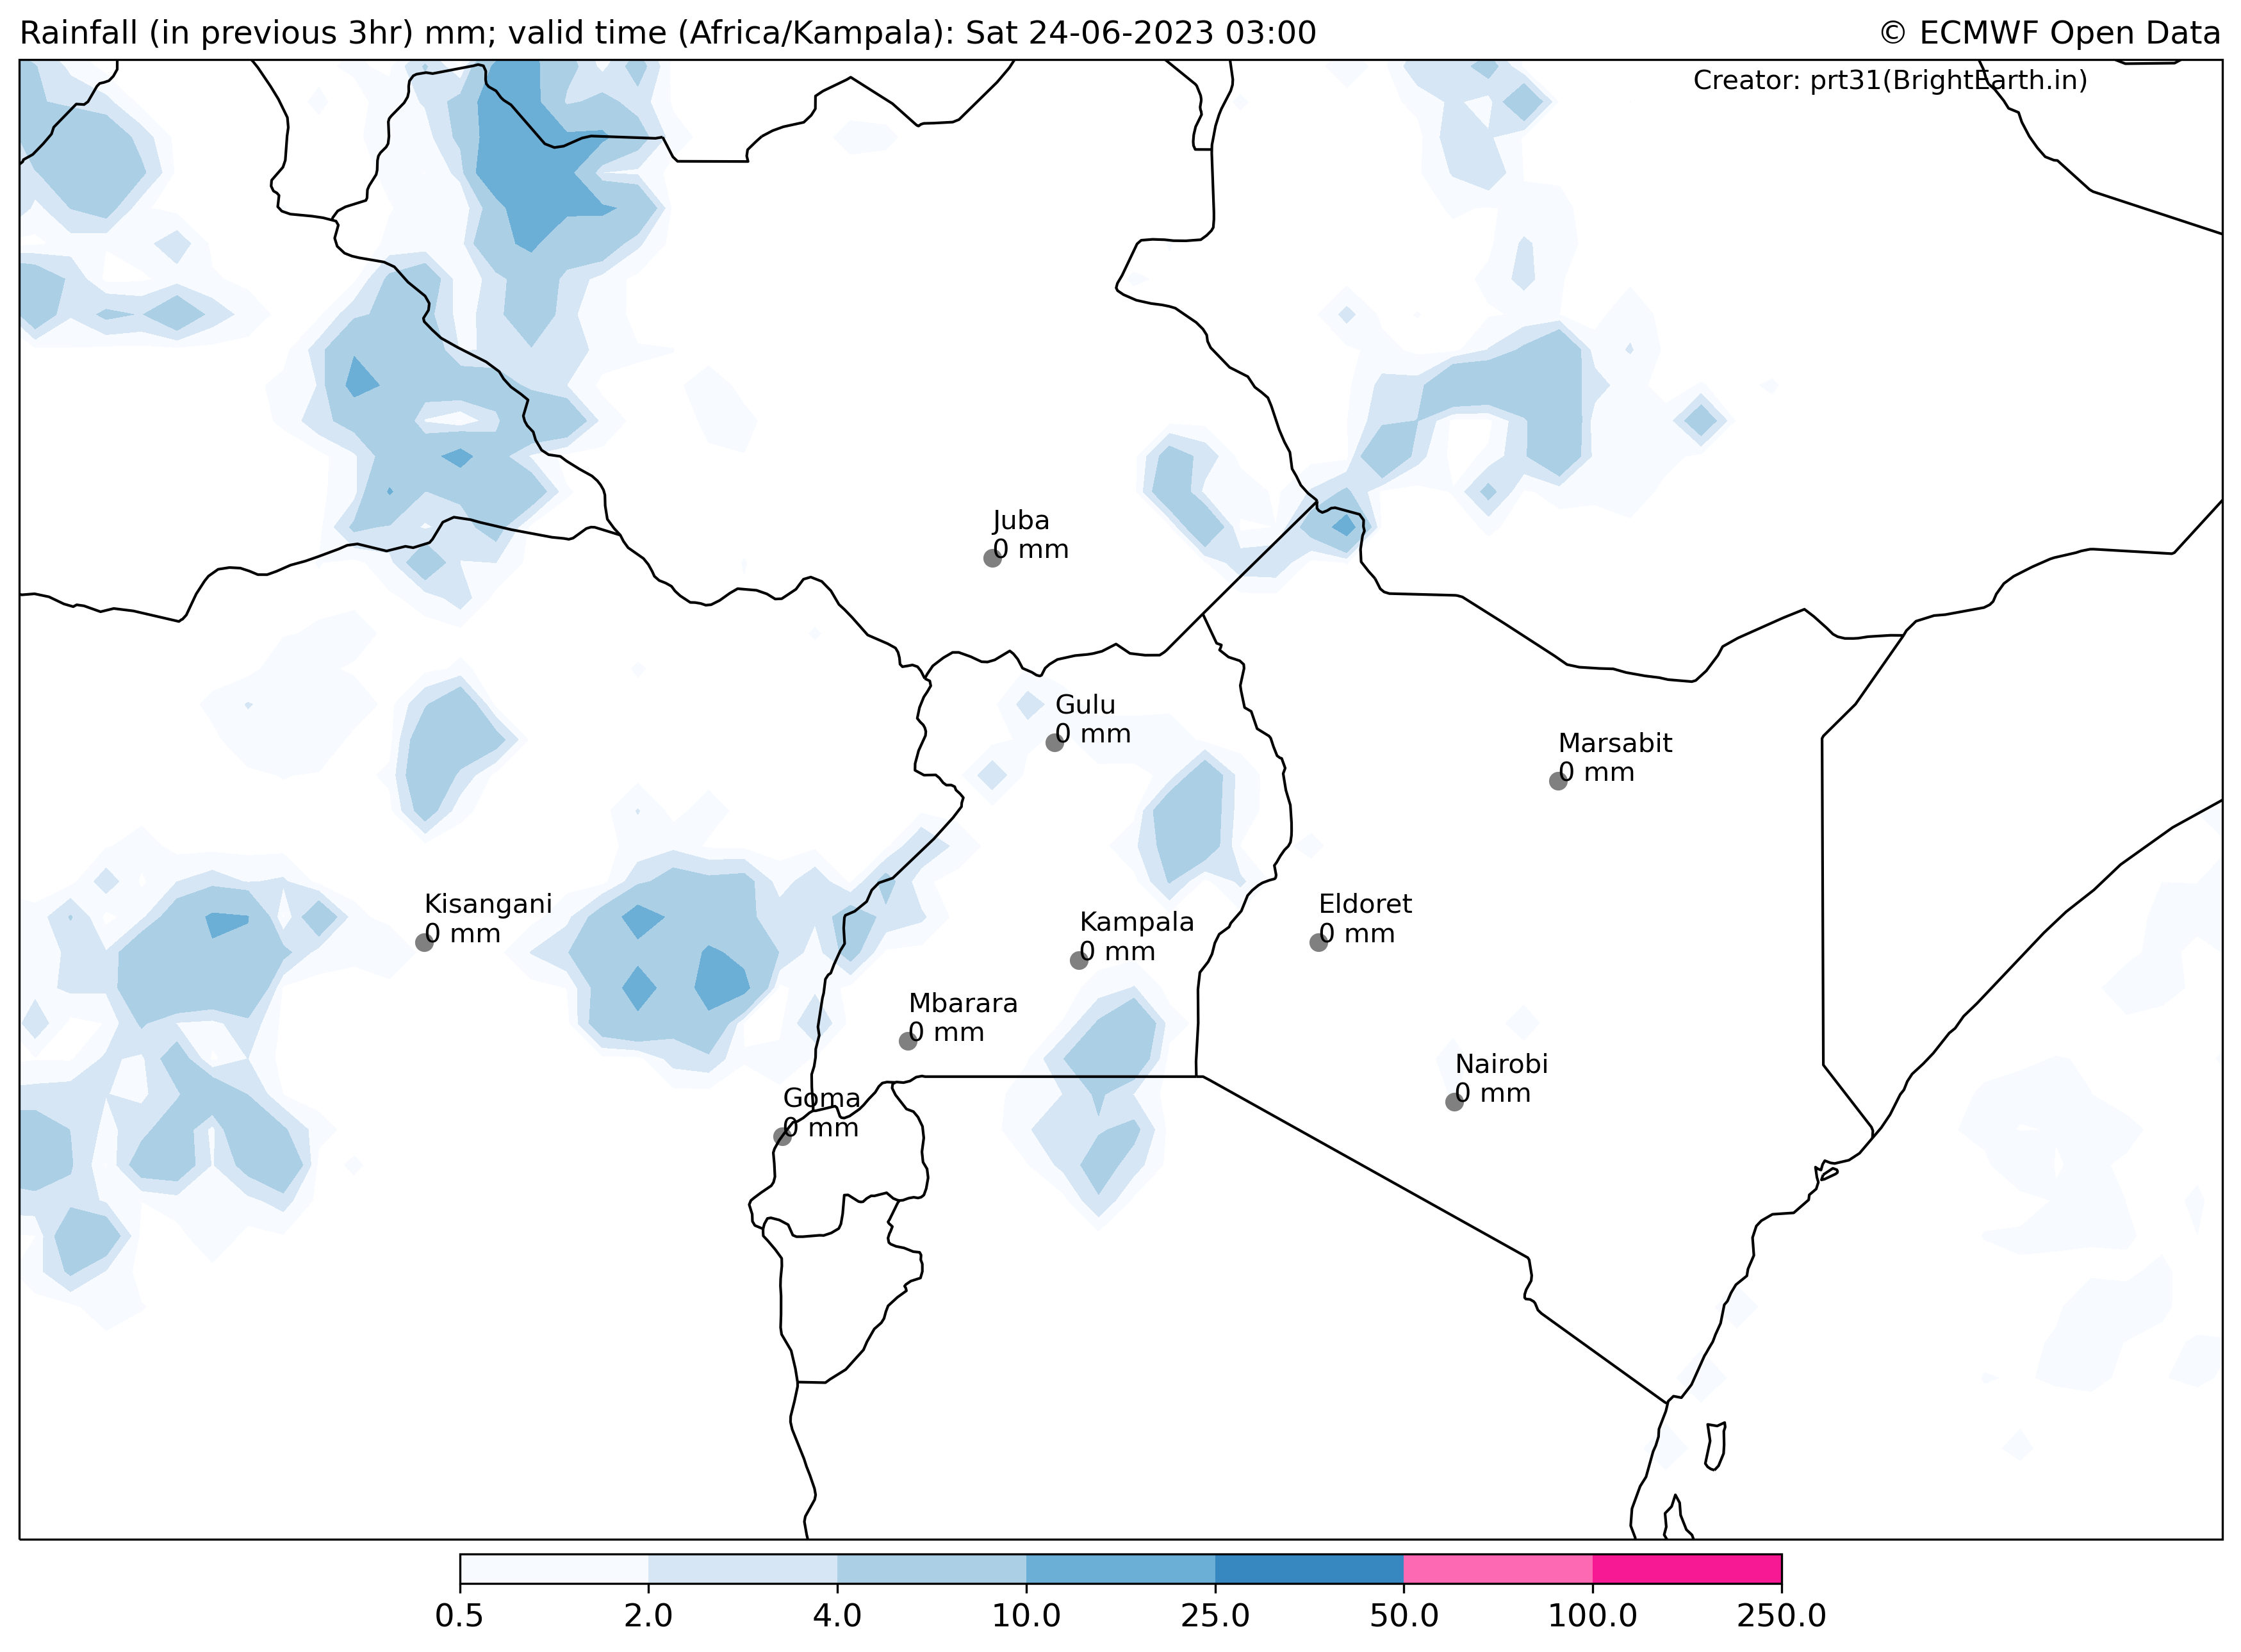 Rainfall (in previous 3hr) mm; valid time (Africa/Kampala): Sat 24-06-2023 03:00
© ECMWF Open Data
Creator: prt31(BrightEarth.in)
Juba
0 mm
Gulu
0 mm
Marsabit
0 mm
Kisangani
0 mm
Kampala
0 mm
Eldoret
0 mm
Mbarara
0 mm
Nairobi
0 mm
Goma
0 mm
0.5 2.0 4.0 10.0 25.0 50.0 100.0 250.0